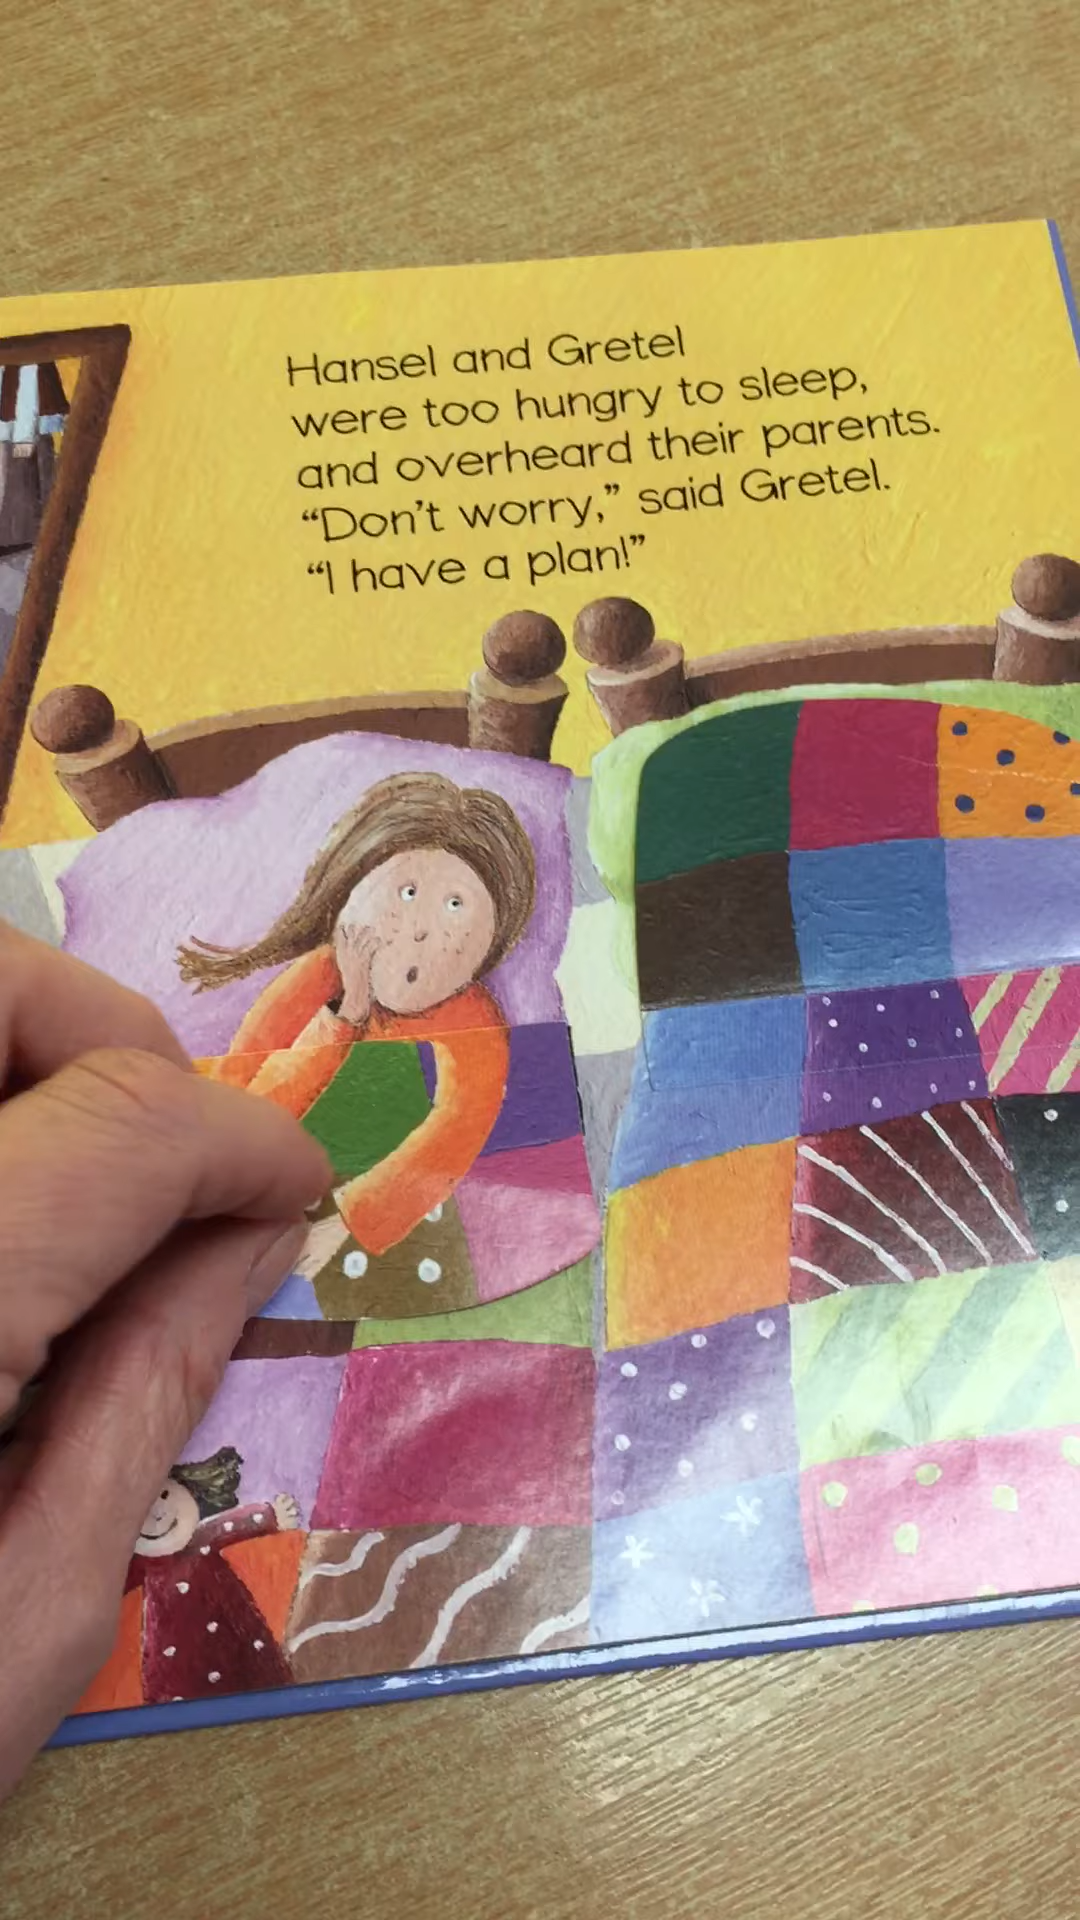 Hansel and Gretel
were too hungry to sleep,
and overheard their parents.
“Don’t worry,” said Gretel.
“I have a plan!”